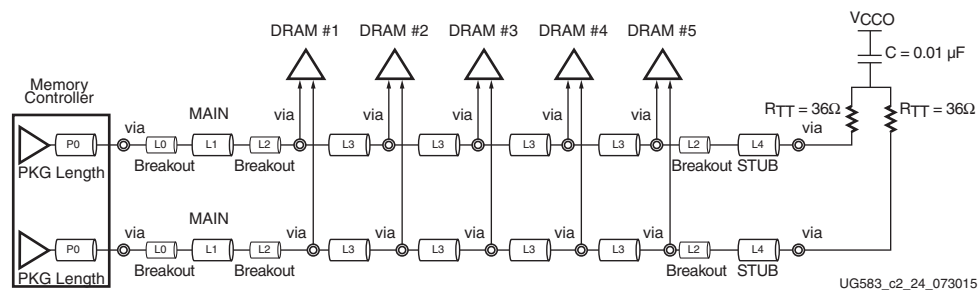 VCCO
C = 0.01 µF
DRAM #1 DRAM #2 DRAM #3 DRAM #4 DRAM #5
Memory
Controller
RTT = 36Ω RTT = 36Ω
MAIN
via via via via via via via
P0 L0 L1 L2 L3 L3 L3 L3 L2 L4
PKG Length Breakout Breakout Breakout STUB
MAIN
via via via via via via via
P0 L0 L1 L2 L3 L3 L3 L3 L2 L4
PKG Length Breakout Breakout Breakout STUB
UG583_c2_24_073015